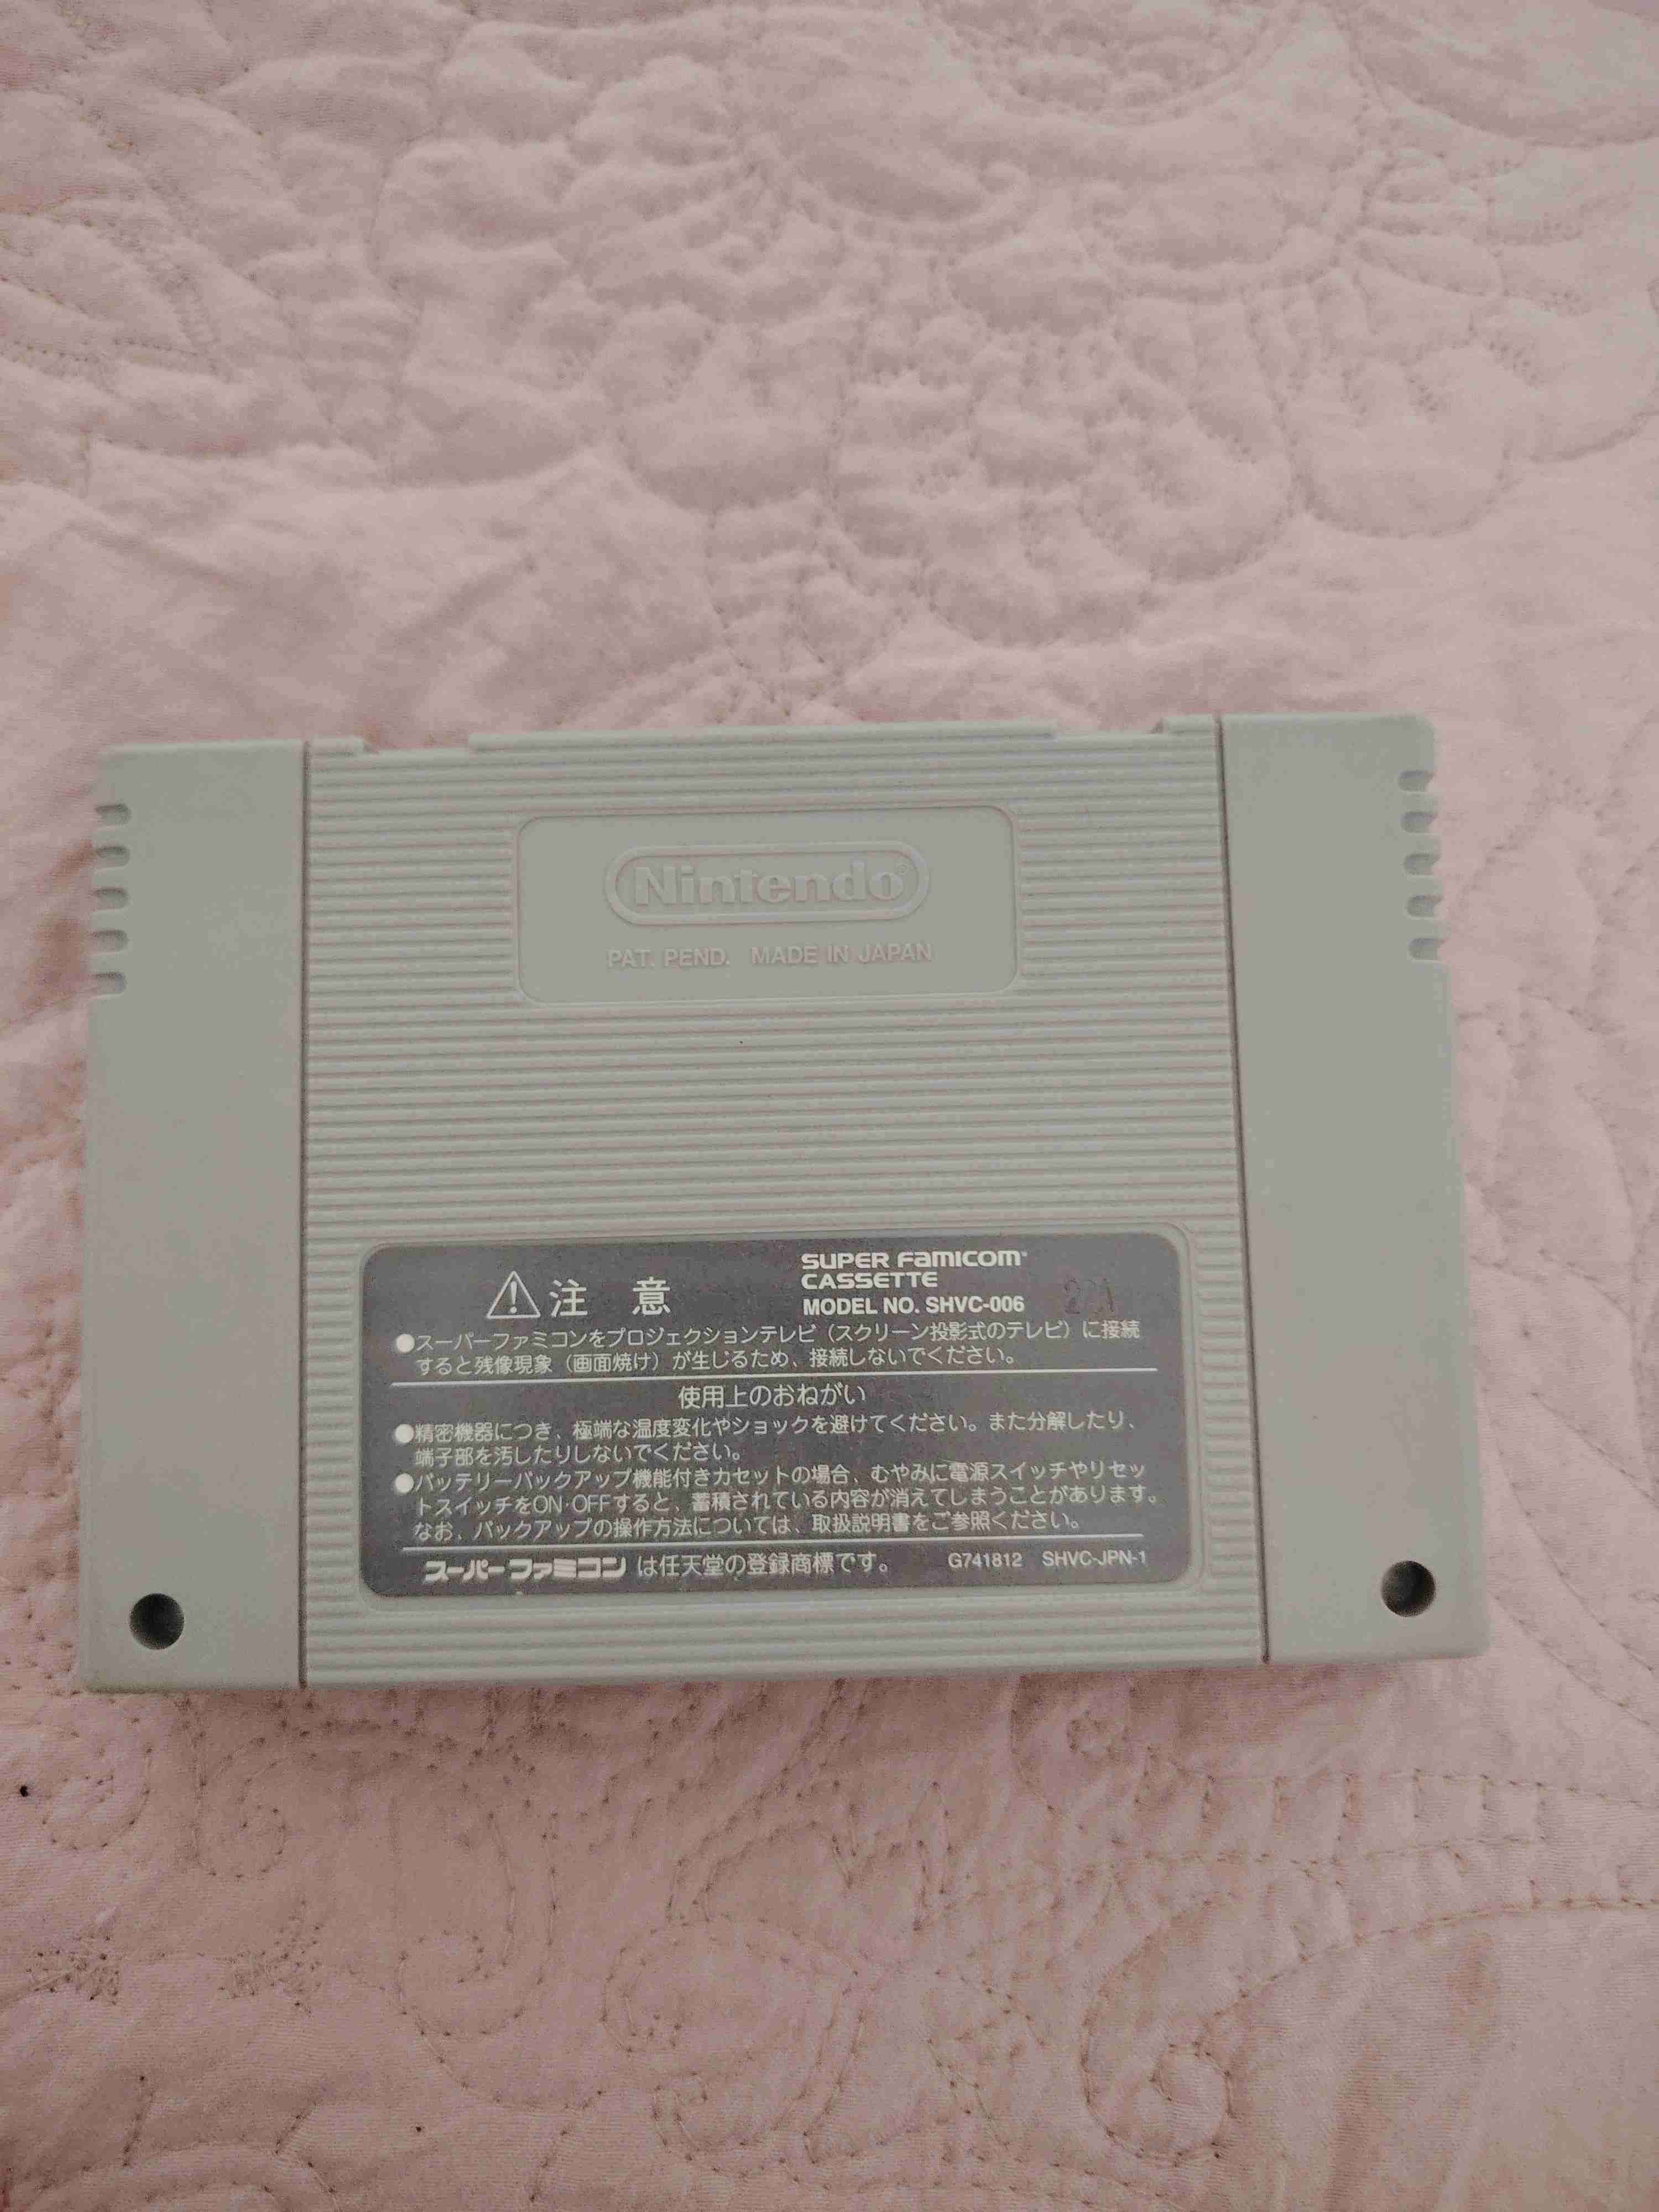 Nintendo®
PAT. PEND. MADE IN JAPAN
注 意
SUPER FAMICOM®
CASSETTE
MODEL NO. SHVC-006
●スーパーファミコンをプロジェクションテレビ（スクリーン投影式のテレビ）に接続
すると残像現象（画面焼け）が生じるため、接続しないでください。
使用上のおねがい
●精密機器につき、極端な温度変化やショックを避けてください。また分解したり、
端子部を汚したりしないでください。
●バッテリーバックアップ機能付きカセットの場合、むやみに電源スイッチやリセッ
トスイッチをON·OFFすると、蓄積されている内容が消えてしまうことがあります。
なお、バックアップの操作方法については、取扱説明書をご参照ください。
スーパーファミコン は任天堂の登録商標です。 G741812 SHVC-JPN-1